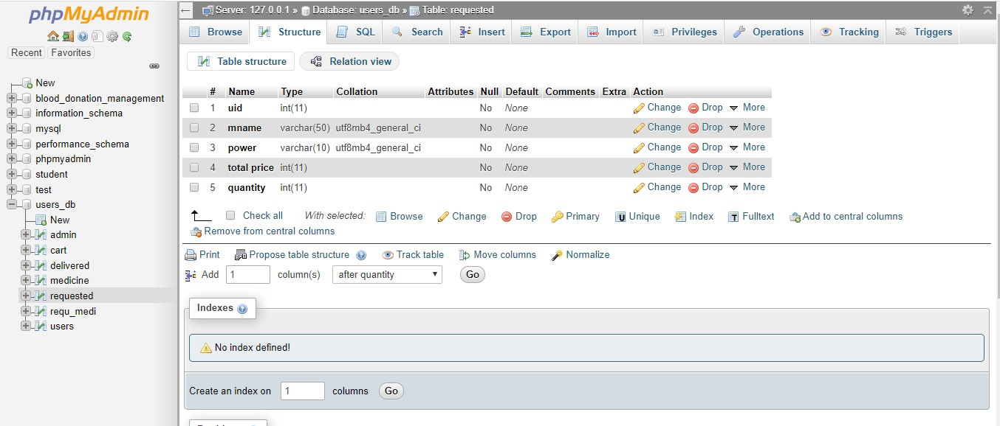 phpMyAdmin
Recent Favorites
New
blood_donation_management
information_schema
mysql
performance_schema
phpmyadmin
student
test
users_db
New
admin
cart
delivered
medicine
requested
requ_medi
users
Server: 127.0.0.1 » Database: users_db » Table: requested
Browse Structure SQL Search Insert Export Import Privileges Operations Tracking Triggers
Table structure Relation view
# Name Type Collation Attributes Null Default Comments Extra Action
1 uid int(11) No None Change Drop More
2 mname varchar(50) utf8mb4_general_ci No None Change Drop More
3 power varchar(10) utf8mb4_general_ci No None Change Drop More
4 total price int(11) No None Change Drop More
5 quantity int(11) No None Change Drop More
Check all With selected: Browse Change Drop Primary Unique Index Fulltext Add to central columns
Remove from central columns
Print Propose table structure Track table Move columns Normalize
Add 1 column(s) after quantity Go
Indexes
No index defined!
Create an index on 1 columns Go